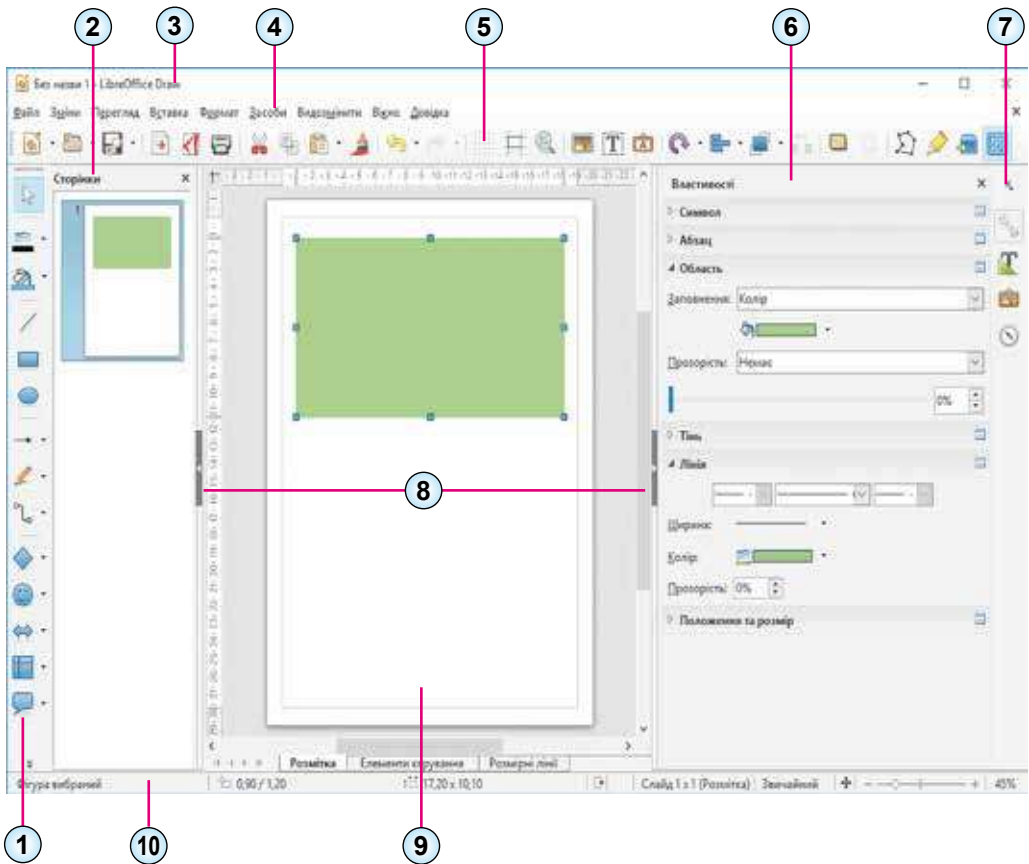 2 3 4 5 6 7
Без назви 1 - LibreOffice Draw
Файл Зміни Перегляд Вставка Формат Засоби Видозмінити Вікно Довідка
Сторінки
1
Властивості
Символ
Абзац
Область
Заповнення: Колір
Прозорість: Немає
0%
Тінь
Лінія
8
Ширина:
Колір:
Прозорість: 0%
Положення та розмір
Розмітка Елементи керування Розмірні лінії
Фігура вибраний 0,90 / 1,20 17,20 x 10,10 Слайд 1 з 1 (Розмітка) Звичайний 45%
1 10 9